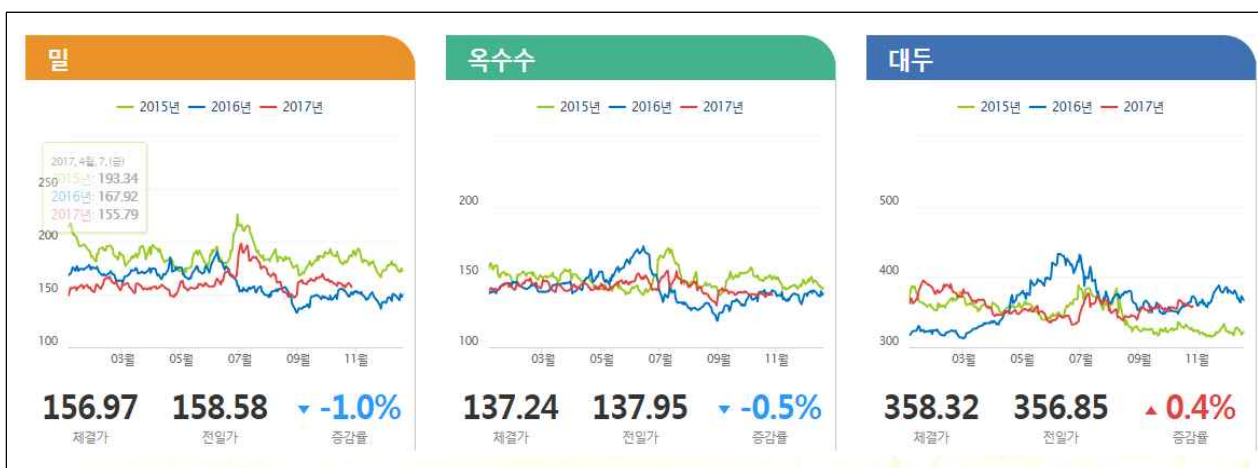 밀
2015년 2016년 2017년
2017, 4월, 7, (금)
2015년: 193.34
2016년: 167.92
2017년: 155.79
250
200
150
100
03월 05월 07월 09월 11월
156.97 158.58 ▼ -1.0%
체결가 전일가 증감률
옥수수
2015년 2016년 2017년
200
150
100
03월 05월 07월 09월 11월
137.24 137.95 ▼ -0.5%
체결가 전일가 증감률
대두
2015년 2016년 2017년
500
400
300
03월 05월 07월 09월 11월
358.32 356.85 ▲ 0.4%
체결가 전일가 증감률